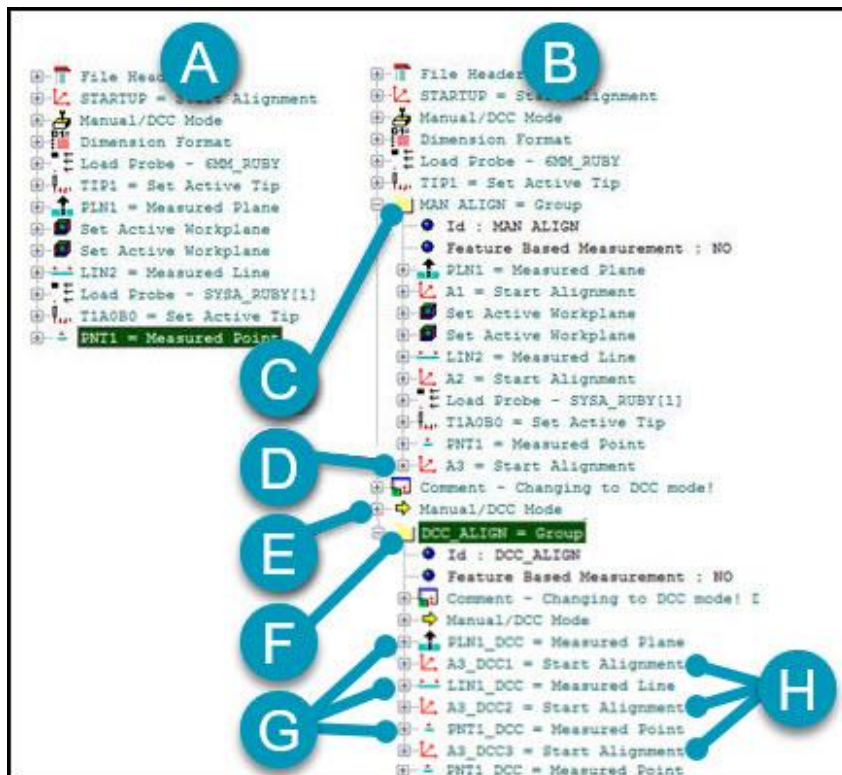 A
File Head
STARTUP = Start Alignment
Manual/DCC Mode
Dimension Format
Load Probe - 6MM_RUBY
TIP1 = Set Active Tip
PLN1 = Measured Plane
Set Active Workplane
Set Active Workplane
LIN2 = Measured Line
Load Probe - SYSA_RUBY[1]
T1A0B0 = Set Active Tip
PNT1 = Measured Point
B
File Header
STARTUP = Start Alignment
Manual/DCC Mode
Dimension Format
Load Probe - 6MM_RUBY
TIP1 = Set Active Tip
MAN ALIGN = Group
Id : MAN ALIGN
Feature Based Measurement : NO
PLN1 = Measured Plane
A1 = Start Alignment
Set Active Workplane
Set Active Workplane
LIN2 = Measured Line
A2 = Start Alignment
Load Probe - SYSA_RUBY[1]
T1A0B0 = Set Active Tip
PNT1 = Measured Point
A3 = Start Alignment
Comment - Changing to DCC mode!
Manual/DCC Mode
DCC_ALIGN = Group
Id : DCC_ALIGN
Feature Based Measurement : NO
Comment - Changing to DCC mode!
Manual/DCC Mode
PLN1_DCC = Measured Plane
A3_DCC1 = Start Alignment
LIN1_DCC = Measured Line
A3_DCC2 = Start Alignment
PNT1_DCC = Measured Point
A3_DCC3 = Start Alignment
PNT1_DCC = Measured Point
C
D
E
F
G
H